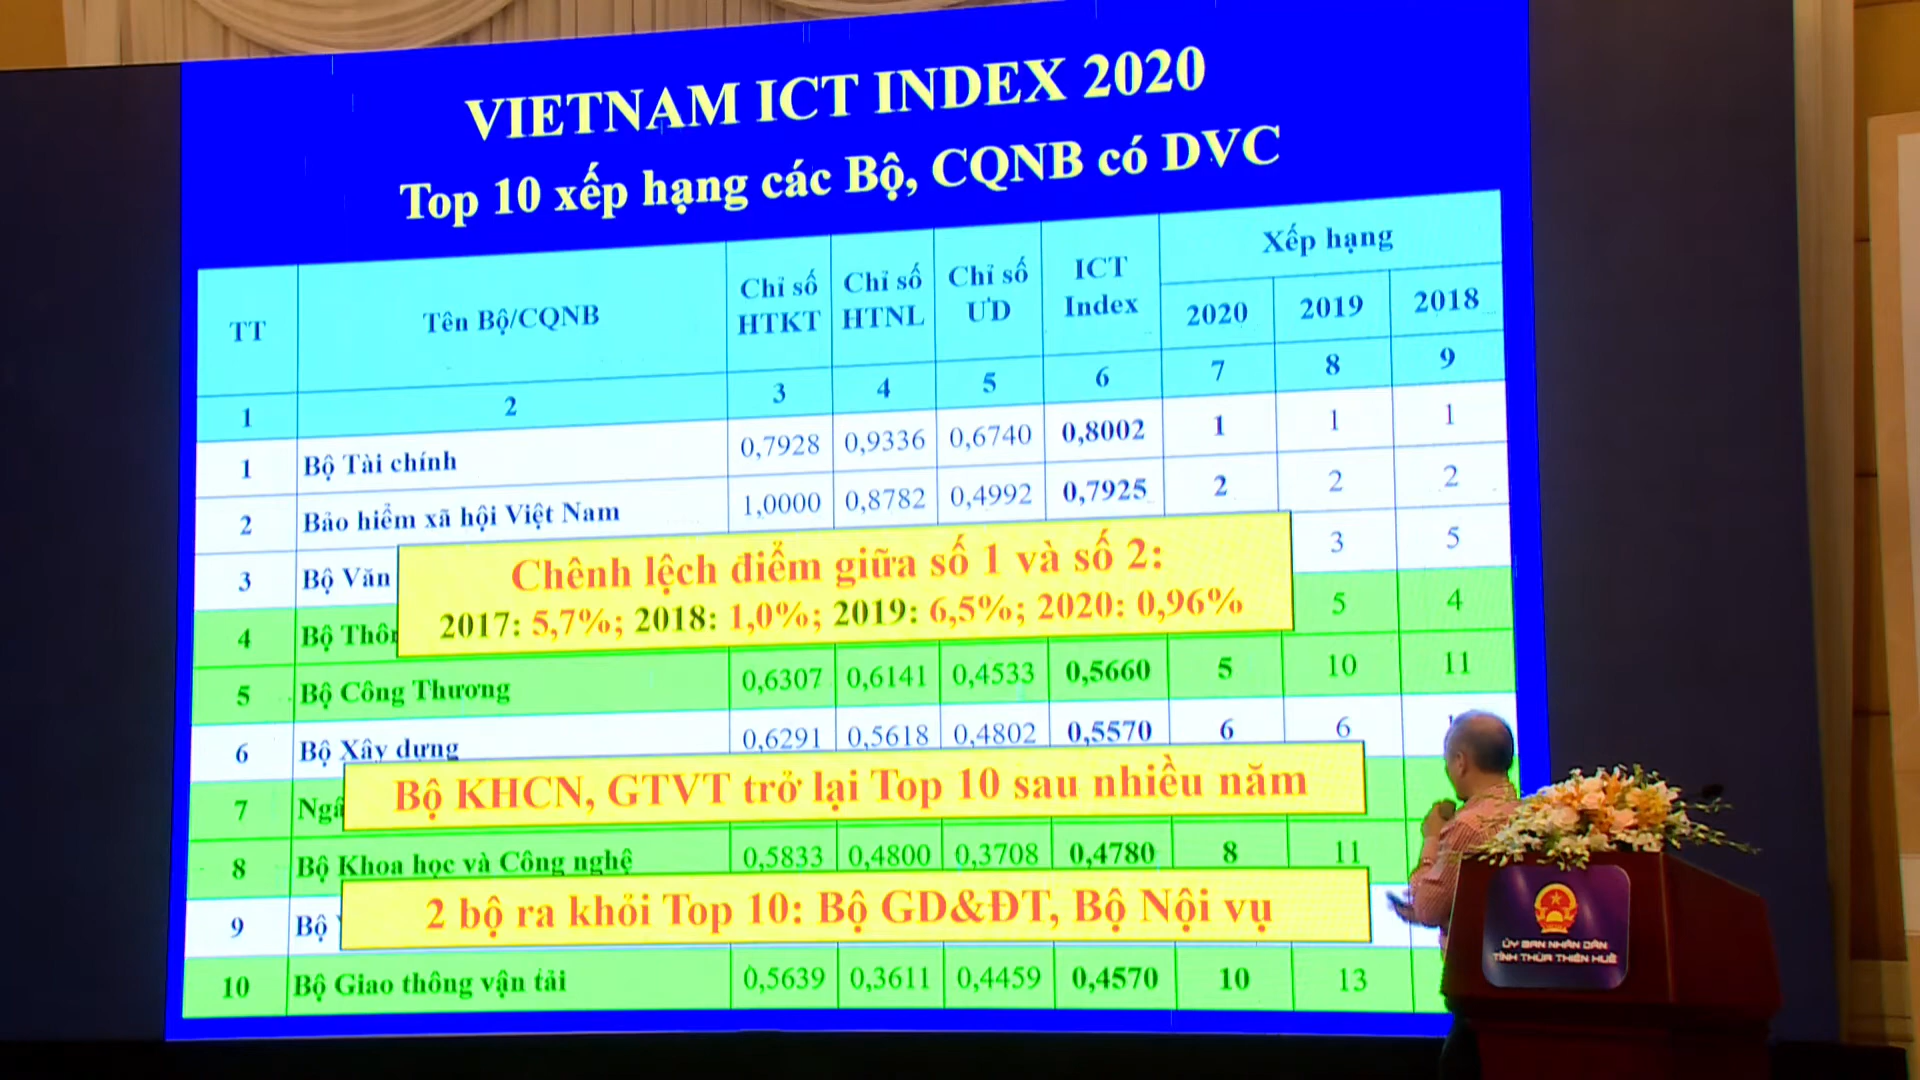 VIETNAM ICT INDEX 2020
Top 10 xếp hạng các Bộ, CQNB có DVC
TT Tên Bộ/CQNB Chỉ số HTKT Chỉ số HTNL Chỉ số ƯD ICT Index Xếp hạng
2020 2019 2018
1 2 3 4 5 6 7 8 9
1 Bộ Tài chính 0,7928 0,9336 0,6740 0,8002 1 1 1
2 Bảo hiểm xã hội Việt Nam 1,0000 0,8782 0,4992 0,7925 2 2 2
3 Bộ Văn 3 5
Chênh lệch điểm giữa số 1 và số 2:
2017: 5,7%; 2018: 1,0%; 2019: 6,5%; 2020: 0,96%
4 Bộ 5 4
5 Bộ Công Thương 0,6307 0,6141 0,4533 0,5660 5 10 11
6 Bộ Xây dựng 0,6291 0,5618 0,4802 0,5570 6 6
Bộ KHCN, GTVT trở lại Top 10 sau nhiều năm
7
8 Bộ Khoa học và Công nghệ 0,5833 0,4800 0,3708 0,4780 8 11
2 bộ ra khỏi Top 10: Bộ GD&ĐT, Bộ Nội vụ
9 Bộ
10 Bộ Giao thông vận tải 0,5639 0,3611 0,4459 0,4570 10 13
ỦY BAN NHÂN DÂN
TỈNH THỪA THIÊN HUẾ